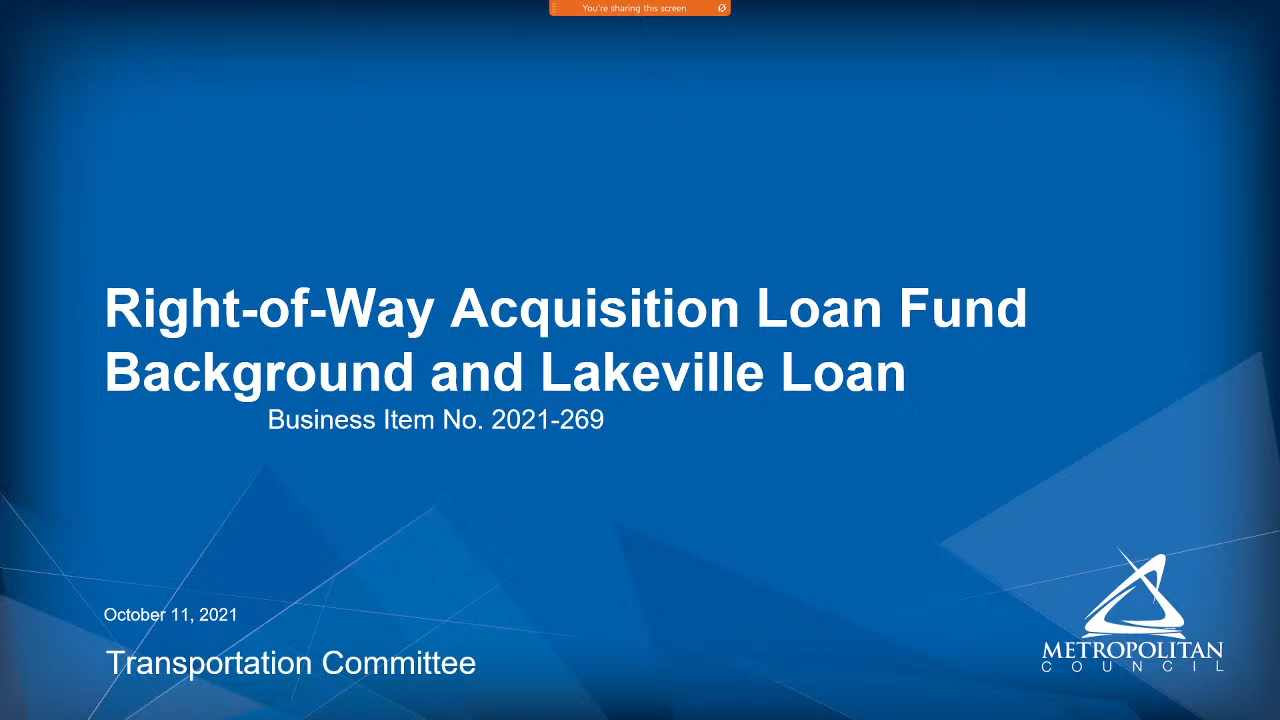 You're sharing this screen
Right-of-Way Acquisition Loan Fund
Background and Lakeville Loan
Business Item No. 2021-269
October 11, 2021
Transportation Committee
METROPOLITAN
COUNCIL